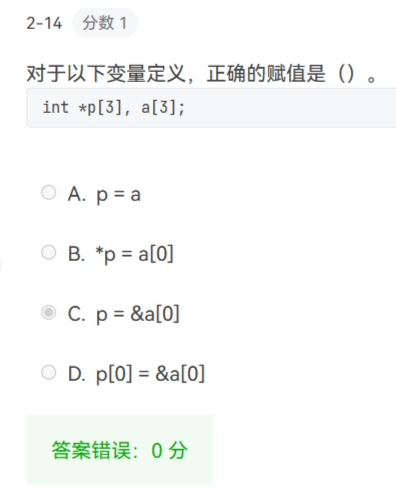 2-14 分数 1
对于以下变量定义，正确的赋值是（）。
int *p[3], a[3];
A. p = a
B. *p = a[0]
C. p = &a[0]
D. p[0] = &a[0]
答案错误：0 分